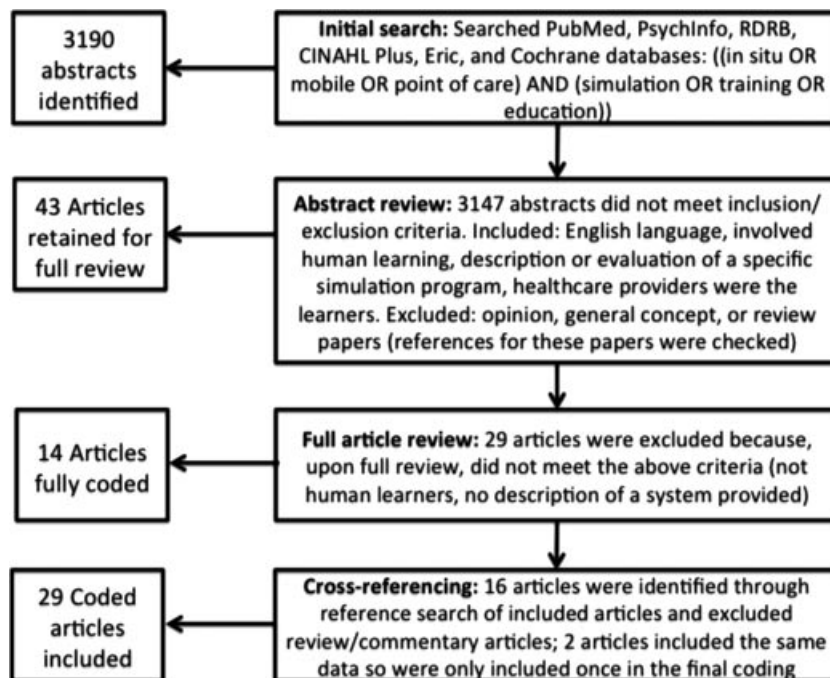 3190
abstracts
identified
Initial search: Searched PubMed, PsychInfo, RDRB,
CINAHL Plus, Eric, and Cochrane databases: ((in situ OR
mobile OR point of care) AND (simulation OR training OR
education))
43 Articles
retained for
full review
Abstract review: 3147 abstracts did not meet inclusion/
exclusion criteria. Included: English language, involved
human learning, description or evaluation of a specific
simulation program, healthcare providers were the
learners. Excluded: opinion, general concept, or review
papers (references for these papers were checked)
14 Articles
fully coded
Full article review: 29 articles were excluded because,
upon full review, did not meet the above criteria (not
human learners, no description of a system provided)
29 Coded
articles
included
Cross-referencing: 16 articles were identified through
reference search of included articles and excluded
review/commentary articles; 2 articles included the same
data so were only included once in the final coding